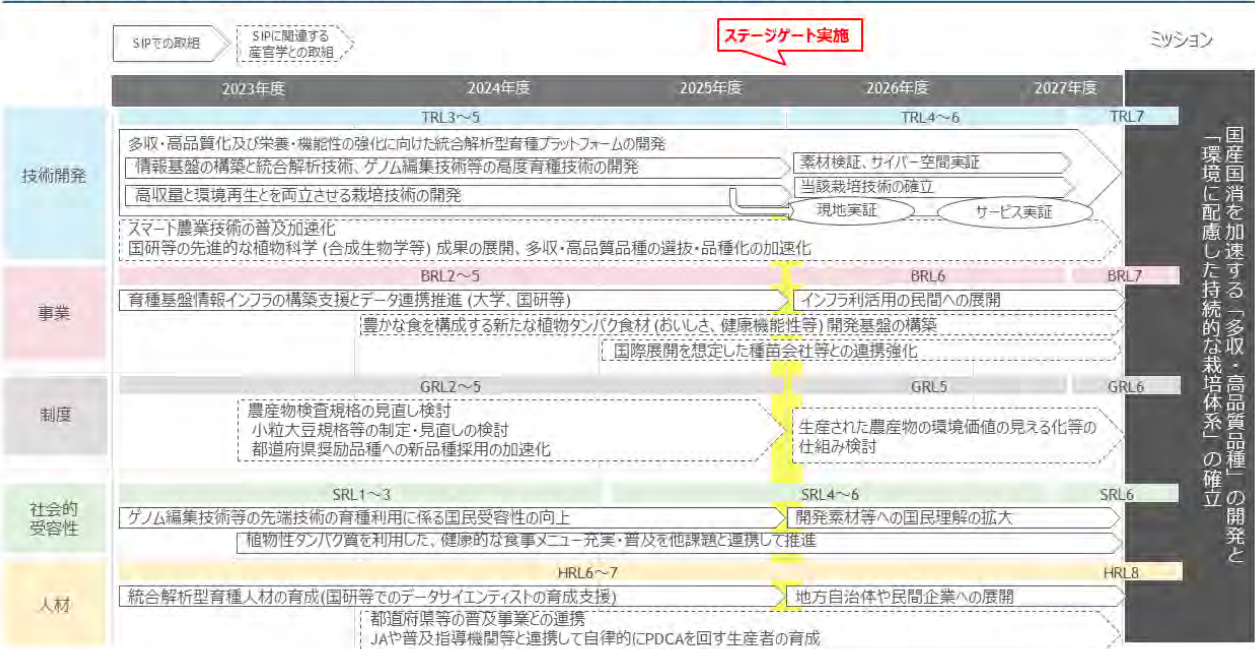 SIPでの取組
SIPに関連する
産官学との取組
ステージゲート実施
ミッション
2023年度
2024年度
2025年度
2026年度
2027年度
技術開発
TRL3～5
TRL4～6
TRL7
多収・高品質化及び栄養・機能性の強化に向けた統合解析型育種プラットフォームの開発
情報基盤の構築と統合解析技術、ゲノム編集技術等の高度育種技術の開発
素材検証、サイバー空間実証
高収量と環境再生とを両立させる栽培技術の開発
当該栽培技術の確立
現地実証
サービス実証
スマート農業技術の普及加速化
国研等の先進的な植物科学 (合成生物学等) 成果の展開、多収・高品質品種の選抜・品種化の加速化
事業
BRL2～5
BRL6
BRL7
育種基盤情報インフラの構築支援とデータ連携推進 (大学、国研等)
インフラ利活用の民間への展開
豊かな食を構成する新たな植物タンパク食材 (おいしさ、健康機能性等) 開発基盤の構築
国際展開を想定した種苗会社等との連携強化
制度
GRL2～5
GRL5
GRL6
農産物検査規格の見直し検討
小粒大豆規格等の制定・見直しの検討
都道府県奨励品種への新品種採用の加速化
生産された農産物の環境価値の見える化等の
仕組み検討
社会的
受容性
SRL1～3
SRL4～6
SRL6
ゲノム編集技術等の先端技術の育種利用に係る国民受容性の向上
開発素材等への国民理解の拡大
植物性タンパク質を利用した、健康的な食事メニュー充実・普及を他課題と連携して推進
人材
HRL6～7
HRL8
統合解析型育種人材の育成(国研等でのデータサイエンティストの育成支援)
地方自治体や民間企業への展開
都道府県等の普及事業との連携
JAや普及指導機関等と連携して自律的にPDCAを回す生産者の育成
国産国消を加速する「多収・高品質品種」の開発と
「環境に配慮した持続的な栽培体系」の確立